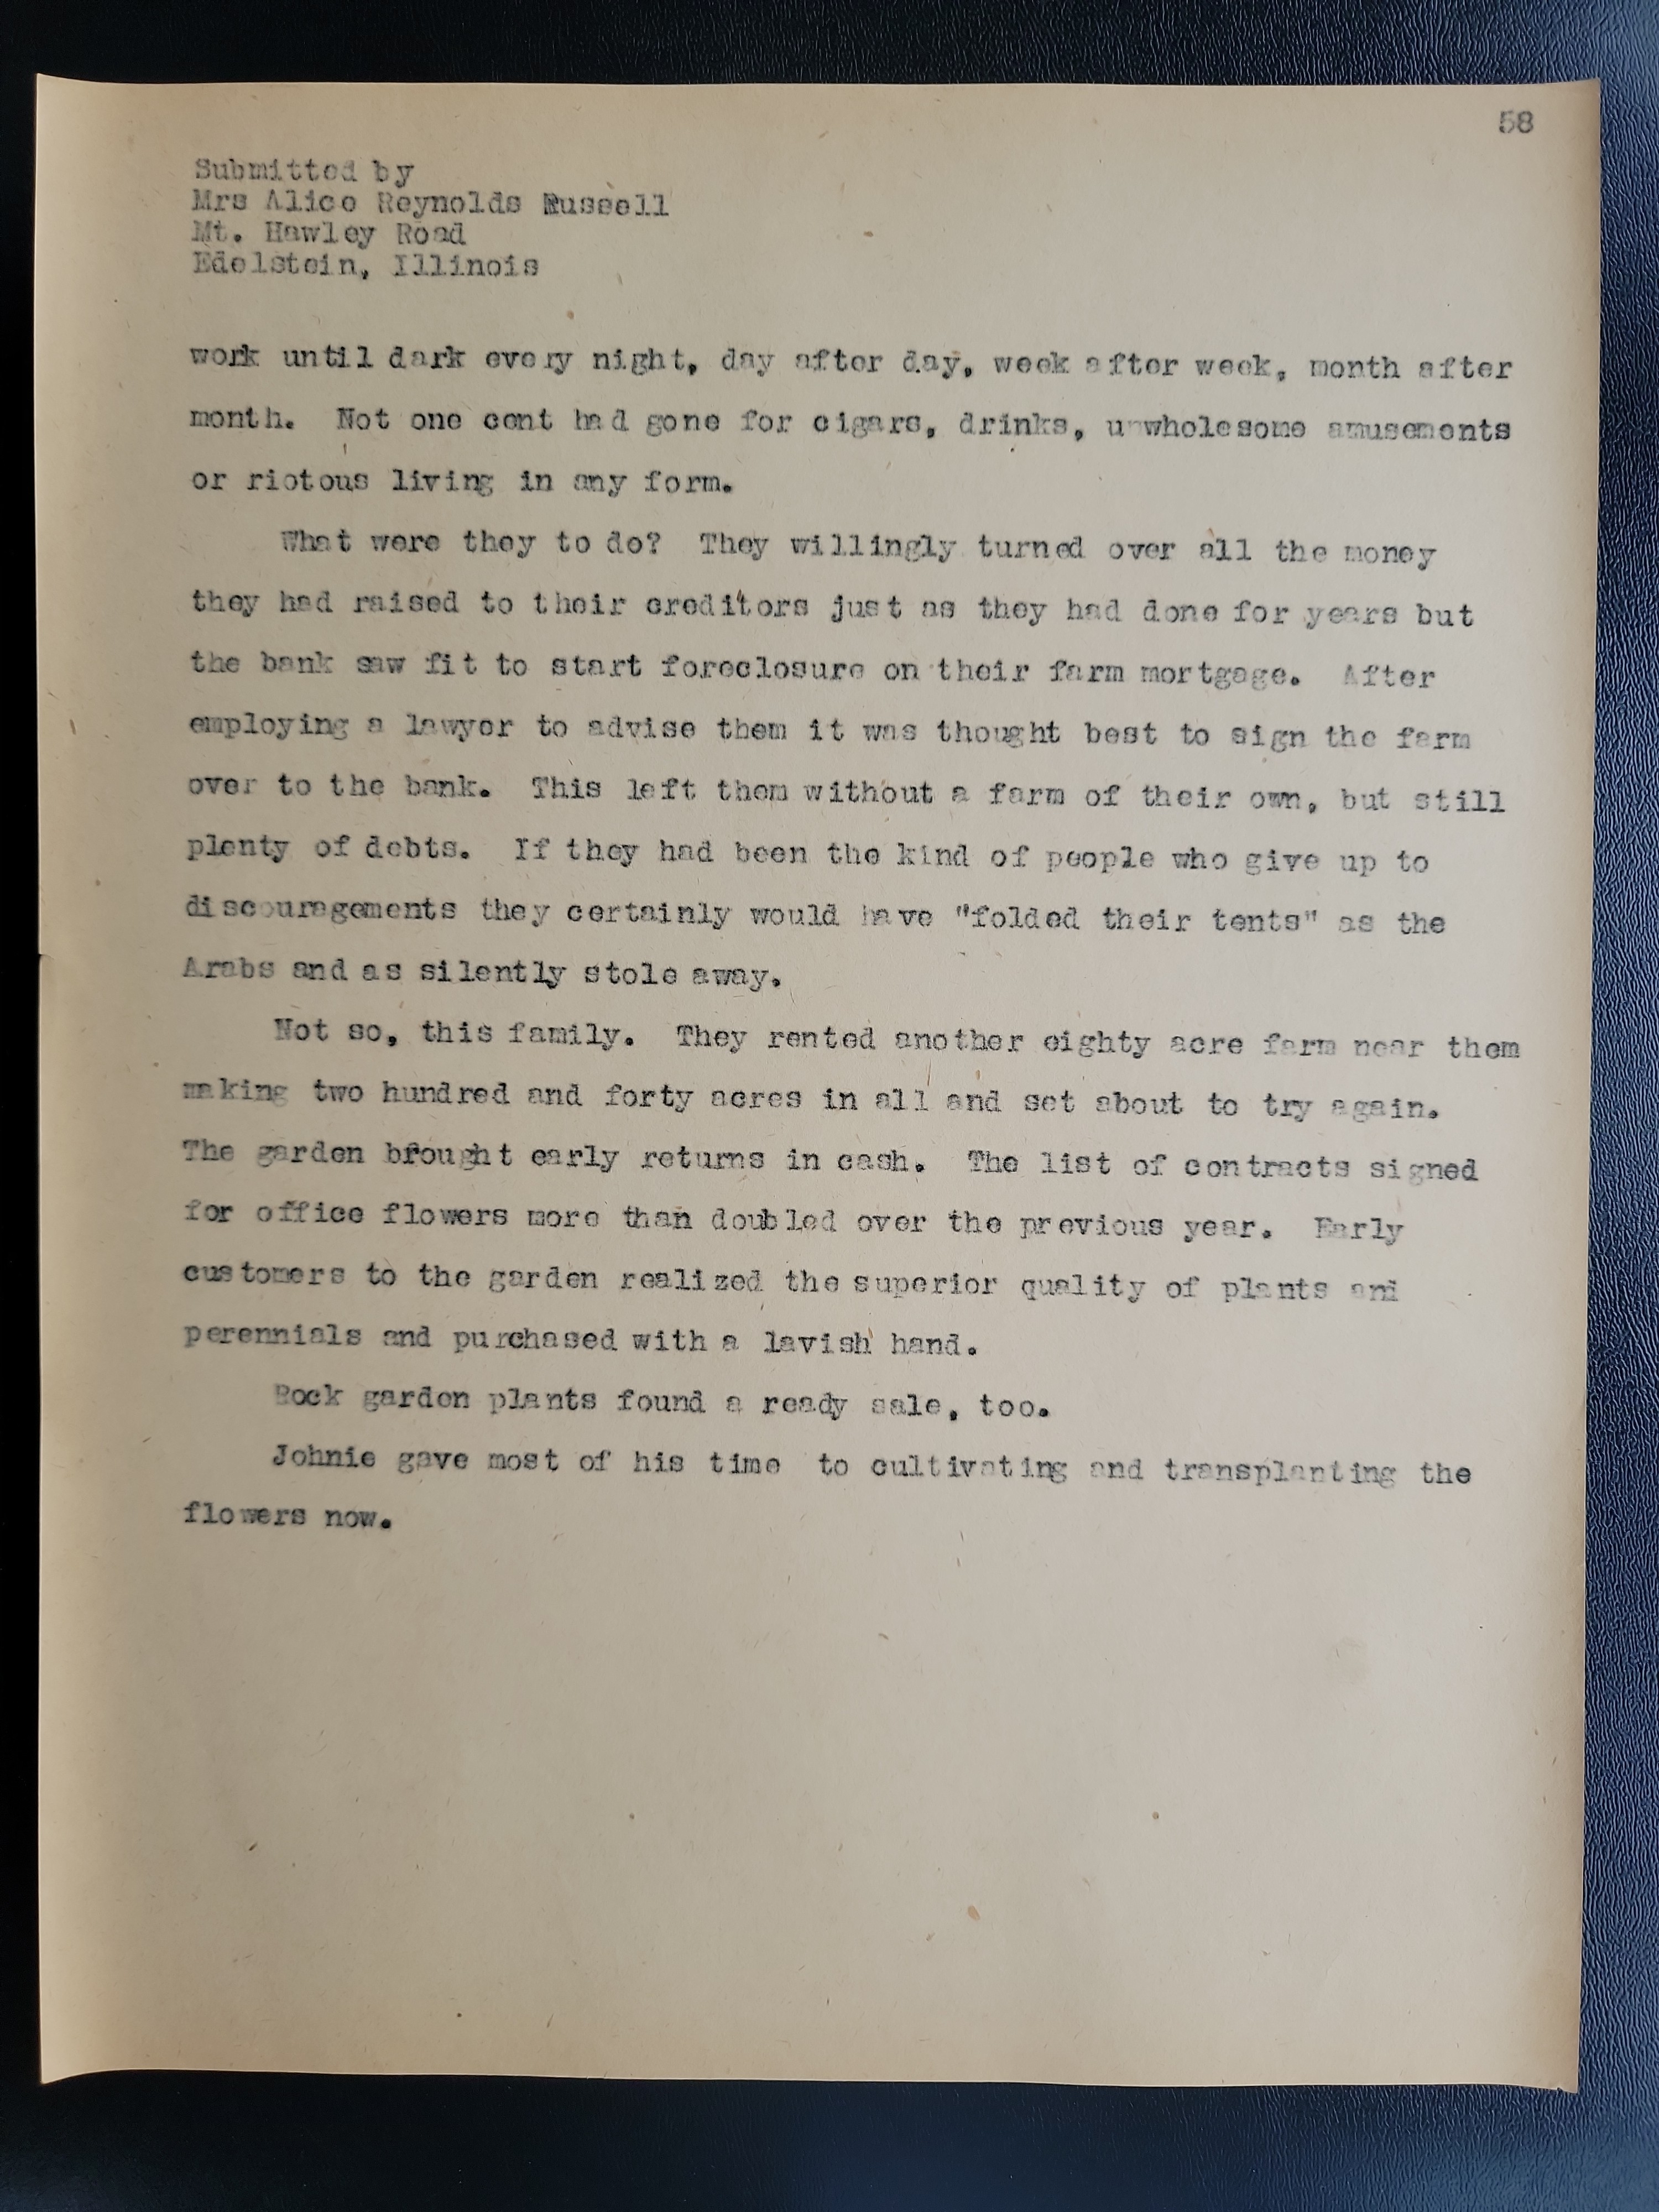 58
Submitted by
Mrs Alice Reynolds Russell
Mt. Hawley Road
Edelstein, Illinois
work until dark every night, day after day, week after week, month after
month. Not one cent had gone for cigars, drinks, unwholesome amusements
or riotous living in any form.
What were they to do? They willingly turned over all the money
they had raised to their creditors just as they had done for years but
the bank saw fit to start foreclosure on their farm mortgage. After
employing a lawyer to advise them it was thought best to sign the farm
over to the bank. This left them without a farm of their own, but still
plenty of debts. If they had been the kind of people who give up to
discouragements they certainly would have "folded their tents" as the
Arabs and as silently stole away.
Not so, this family. They rented another eighty acre farm near them
making two hundred and forty acres in all and set about to try again.
The garden brought early returns in cash. The list of contracts signed
for office flowers more than doubled over the previous year. Early
customers to the garden realized the superior quality of plants and
perennials and purchased with a lavish hand.
Rock garden plants found a ready sale, too.
Johnie gave most of his time to cultivating and transplanting the
flowers now.